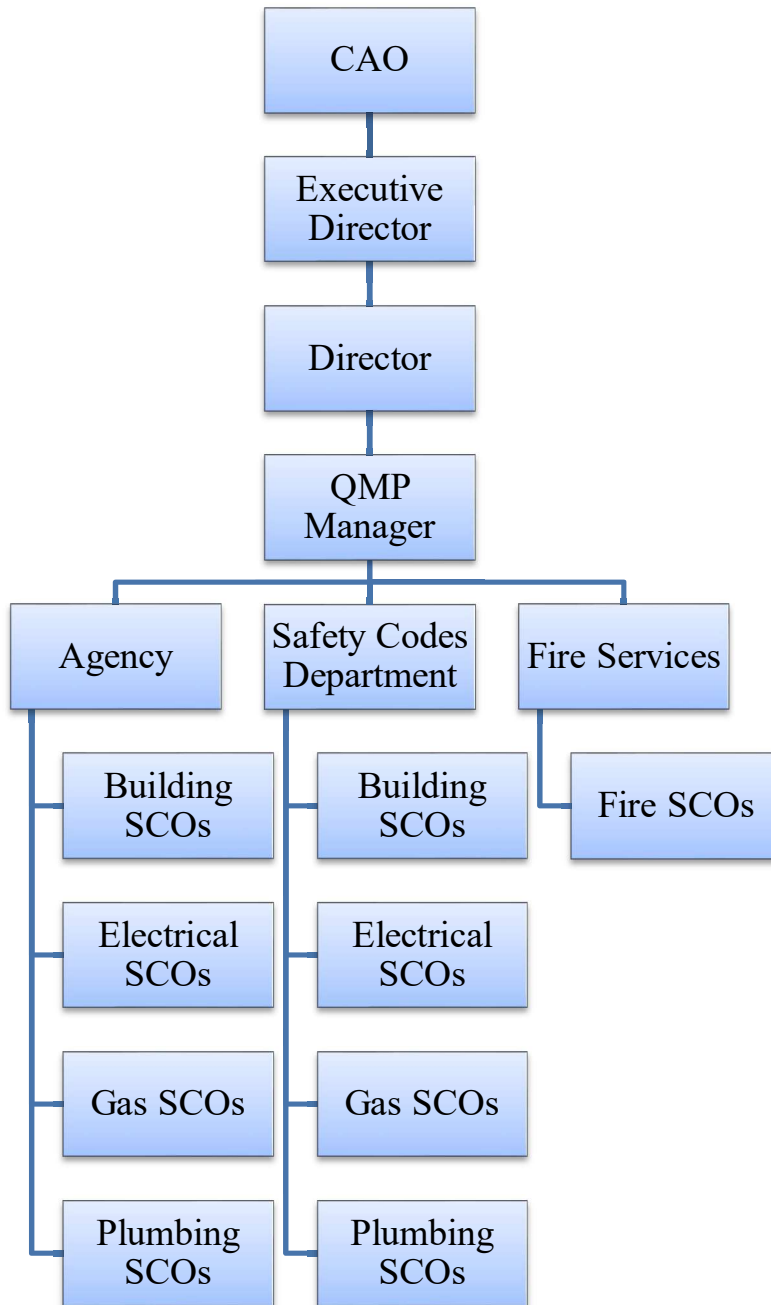 CAO
Executive
Director
Director
QMP
Manager
Agency
Safety Codes
Department
Fire Services
Building
SCOs
Building
SCOs
Fire SCOs
Electrical
SCOs
Electrical
SCOs
Gas SCOs
Gas SCOs
Plumbing
SCOs
Plumbing
SCOs